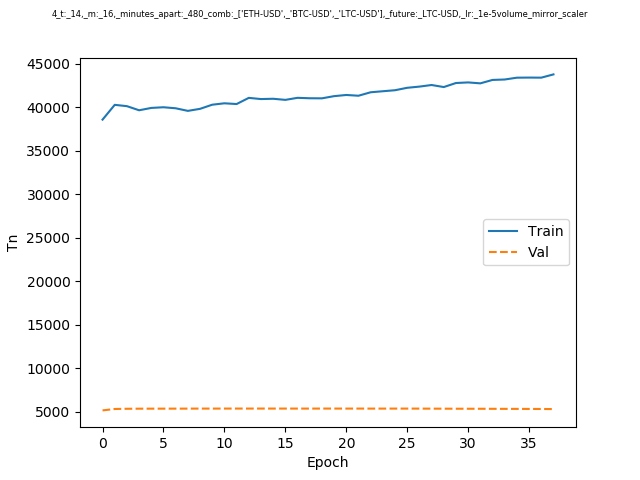 4_t:_14,_m:_16,_minutes_apart:_480_comb:_['ETH-USD',_'BTC-USD',_'LTC-USD'],_future:_LTC-USD,_lr:_1e-5volume_mirror_scaler
45000
40000
35000
30000
25000
20000
15000
10000
5000
Tn
Train
Val
0 5 10 15 20 25 30 35
Epoch